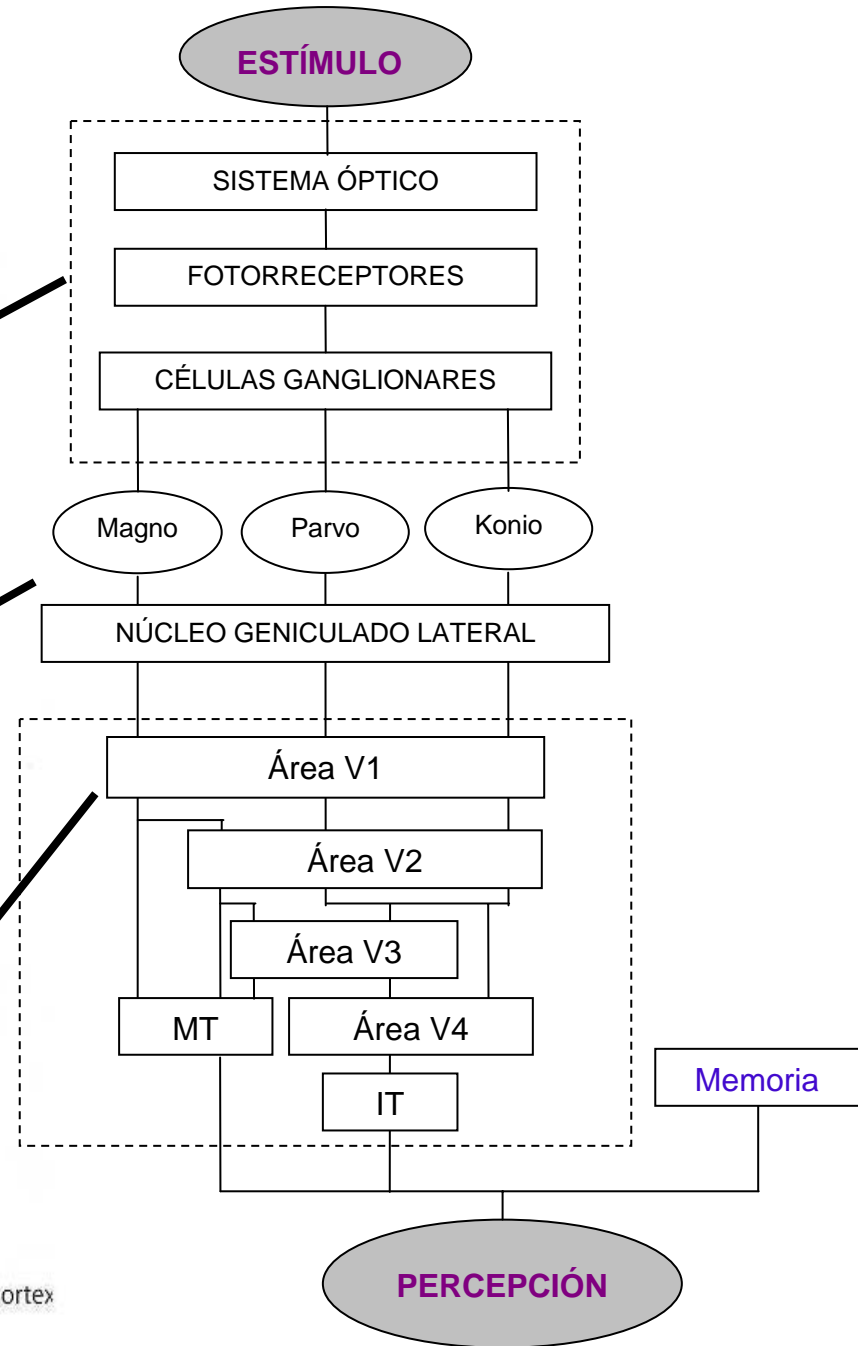 ESTÍMULO
SISTEMA ÓPTICO
FOTORRECEPTORES
CÉLULAS GANGLIONARES
Magno
Parvo
Konio
NÚCLEO GENICULADO LATERAL
Área V1
Área V2
Área V3
MT
Área V4
IT
Memoria
PERCEPCIÓN
ortex